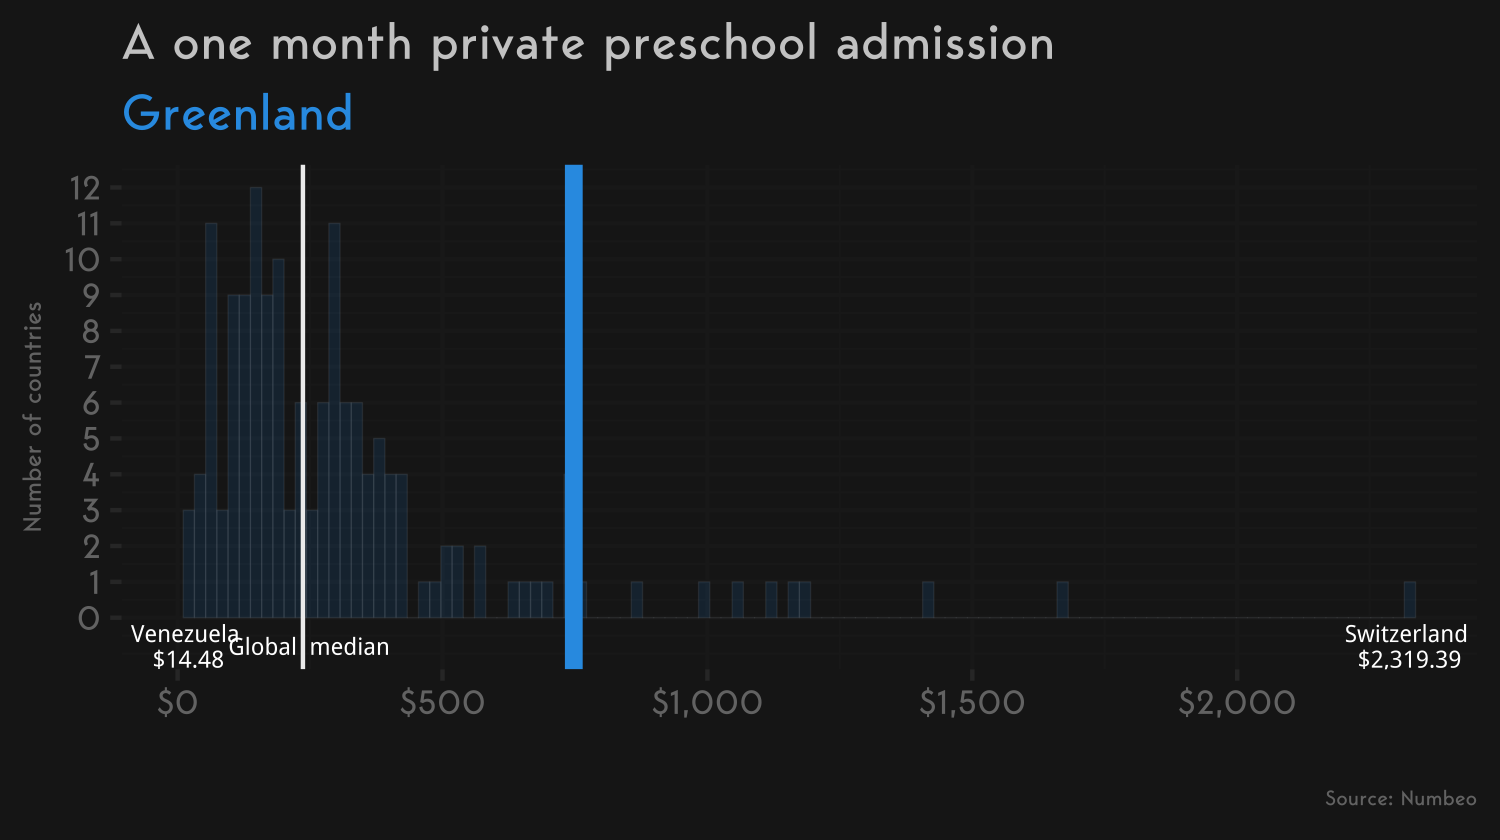 A one month private preschool admission
Greenland
Number of countries
12
11
10
9
8
7
6
5
4
3
2
1
0
Venezuela
$14.48
Global median
Switzerland
$2,319.39
$0 $500 $1,000 $1,500 $2,000
Source: Numbeo